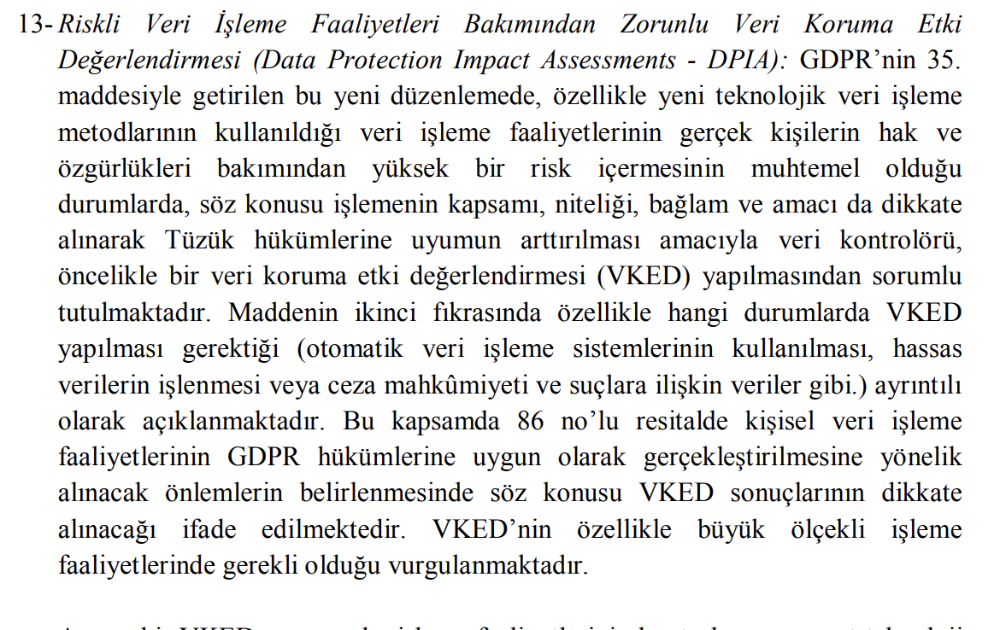 13- Riskli Veri İşleme Faaliyetleri Bakımından Zorunlu Veri Koruma Etki
Değerlendirmesi (Data Protection Impact Assessments - DPIA): GDPR’nin 35.
maddesiyle getirilen bu yeni düzenlemede, özellikle yeni teknolojik veri işleme
metodlarının kullanıldığı veri işleme faaliyetlerinin gerçek kişilerin hak ve
özgürlükleri bakımından yüksek bir risk içermesinin muhtemel olduğu
durumlarda, söz konusu işlemenin kapsamı, niteliği, bağlam ve amacı da dikkate
alınarak Tüzük hükümlerine uyumun arttırılması amacıyla veri kontrolörü,
öncelikle bir veri koruma etki değerlendirmesi (VKED) yapılmasından sorumlu
tutulmaktadır. Maddenin ikinci fıkrasında özellikle hangi durumlarda VKED
yapılması gerektiği (otomatik veri işleme sistemlerinin kullanılması, hassas
verilerin işlenmesi veya ceza mahkûmiyeti ve suçlara ilişkin veriler gibi.) ayrıntılı
olarak açıklanmaktadır. Bu kapsamda 86 no’lu resitalde kişisel veri işleme
faaliyetlerinin GDPR hükümlerine uygun olarak gerçekleştirilmesine yönelik
alınacak önlemlerin belirlenmesinde söz konusu VKED sonuçlarının dikkate
alınacağı ifade edilmektedir. VKED’nin özellikle büyük ölçekli işleme
faaliyetlerinde gerekli olduğu vurgulanmaktadır.